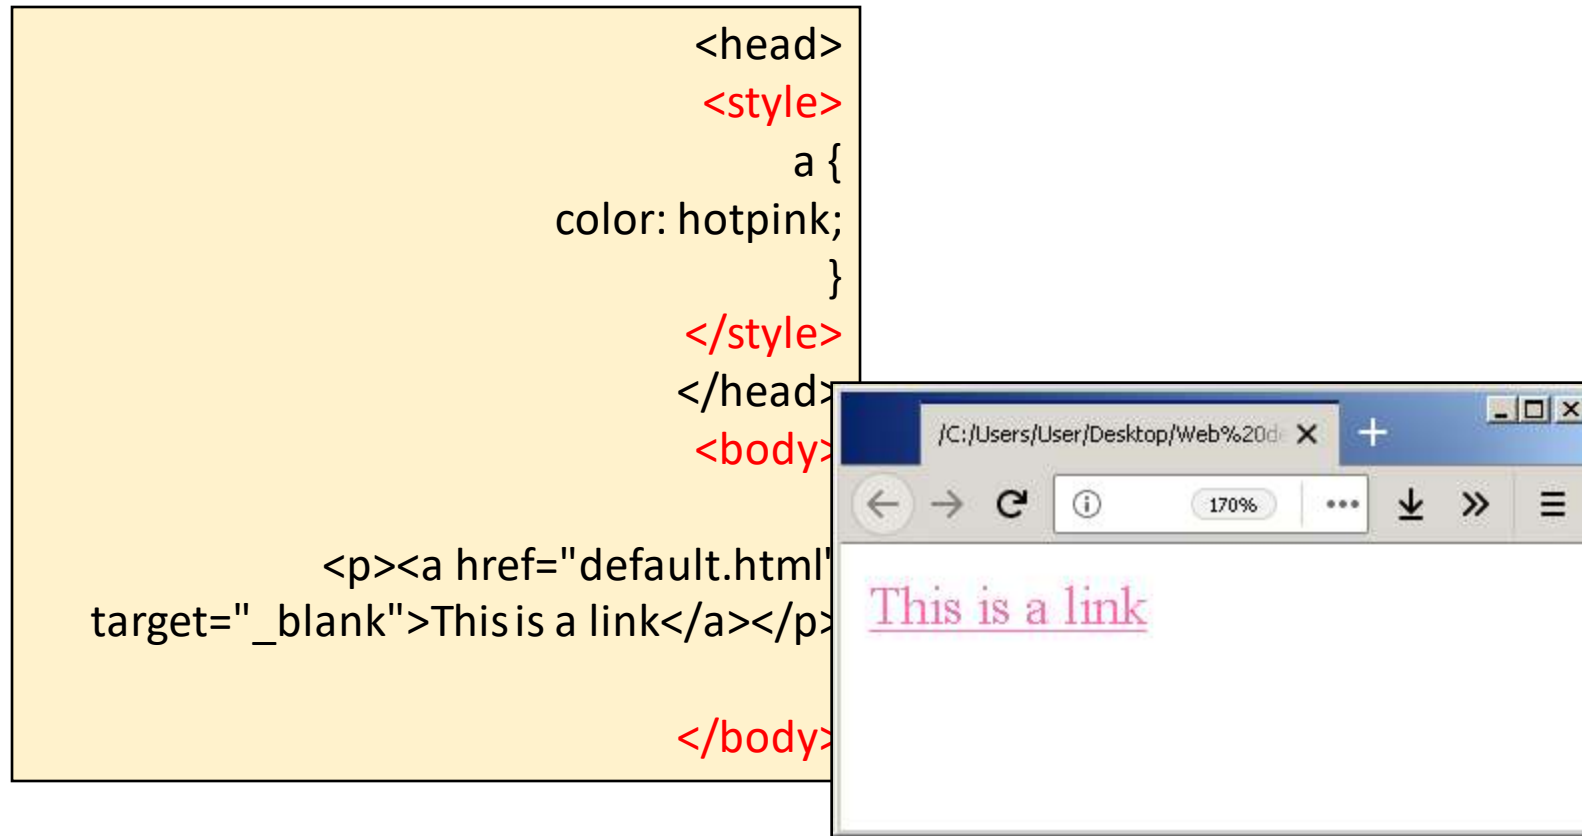 <head>
<style>
a {
color: hotpink;
}
</style>
</head>
<body>
<p><a href="default.html"
target="_blank">This is a link</a></p>
</body>
/C:/Users/User/Desktop/Web%20d
170%
This is a link